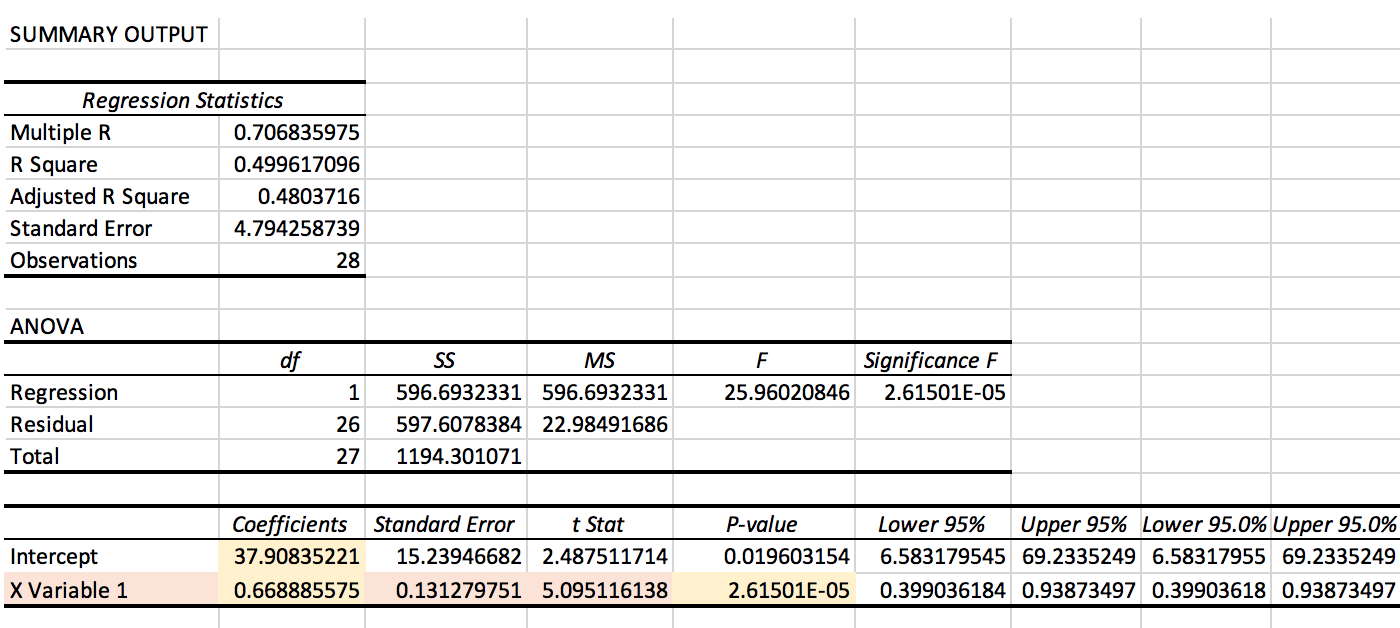 SUMMARY OUTPUT
Regression Statistics
Multiple R 0.706835975
R Square 0.499617096
Adjusted R Square 0.4803716
Standard Error 4.794258739
Observations 28
ANOVA
df SS MS F Significance F
Regression 1 596.6932331 596.6932331 25.96020846 2.61501E-05
Residual 26 597.6078384 22.98491686
Total 27 1194.301071
Coefficients Standard Error t Stat P-value Lower 95% Upper 95% Lower 95.0% Upper 95.0%
Intercept 37.90835221 15.23946682 2.487511714 0.019603154 6.583179545 69.2335249 6.58317955 69.2335249
X Variable 1 0.668885575 0.131279751 5.095116138 2.61501E-05 0.399036184 0.93873497 0.39903618 0.93873497